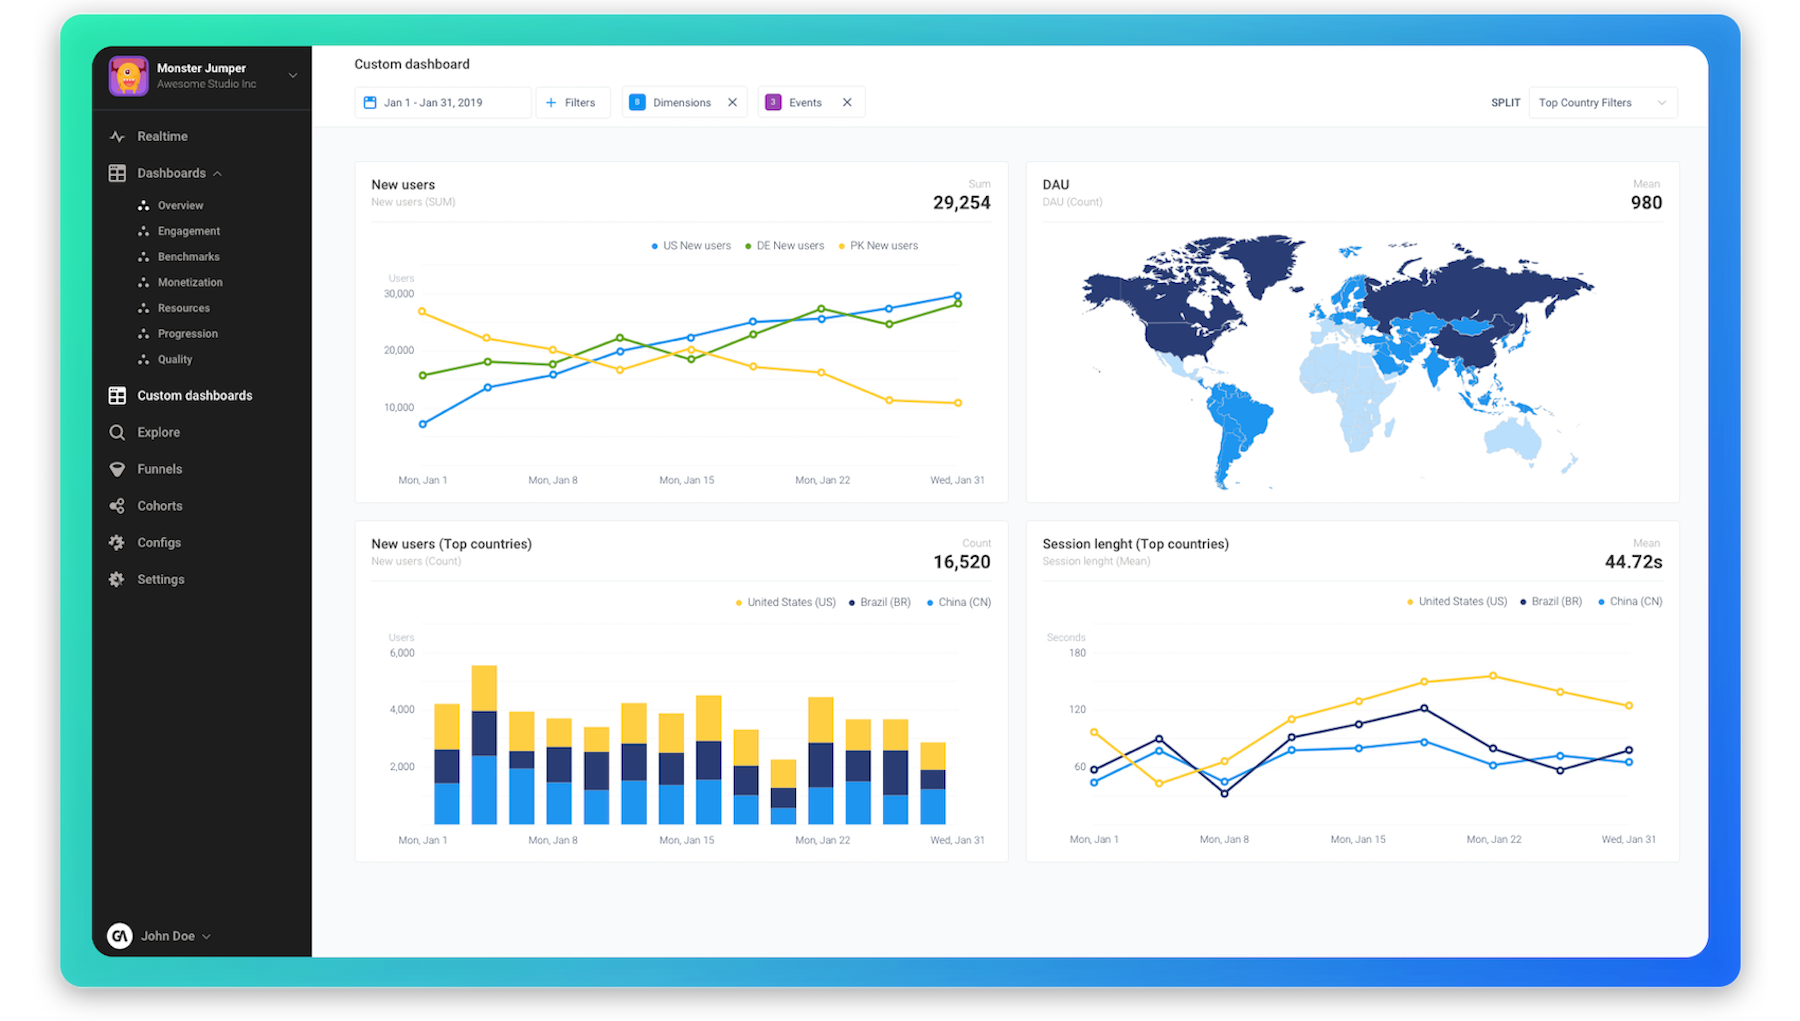 Monster Jumper
Awesome Studio Inc
Realtime
Dashboards
Overview
Engagement
Benchmarks
Monetization
Resources
Progression
Quality
Custom dashboards
Explore
Funnels
Cohorts
Configs
Settings
GA John Doe
Custom dashboard
Jan 1 - Jan 31, 2019
+ Filters
8 Dimensions ✕
3 Events ✕
SPLIT Top Country Filters
New users
New users (SUM)
Sum
29,254
US New users DE New users PK New users
Users
30,000
20,000
10,000
Mon, Jan 1 Mon, Jan 8 Mon, Jan 15 Mon, Jan 22 Wed, Jan 31
DAU
DAU (Count)
Mean
980
New users (Top countries)
New users (Count)
Count
16,520
United States (US) Brazil (BR) China (CN)
Users
6,000
4,000
2,000
Mon, Jan 1 Mon, Jan 8 Mon, Jan 15 Mon, Jan 22 Wed, Jan 31
Session lenght (Top countries)
Session lenght (Mean)
Mean
44.72s
United States (US) Brazil (BR) China (CN)
Seconds
180
120
60
Mon, Jan 1 Mon, Jan 8 Mon, Jan 15 Mon, Jan 22 Wed, Jan 31